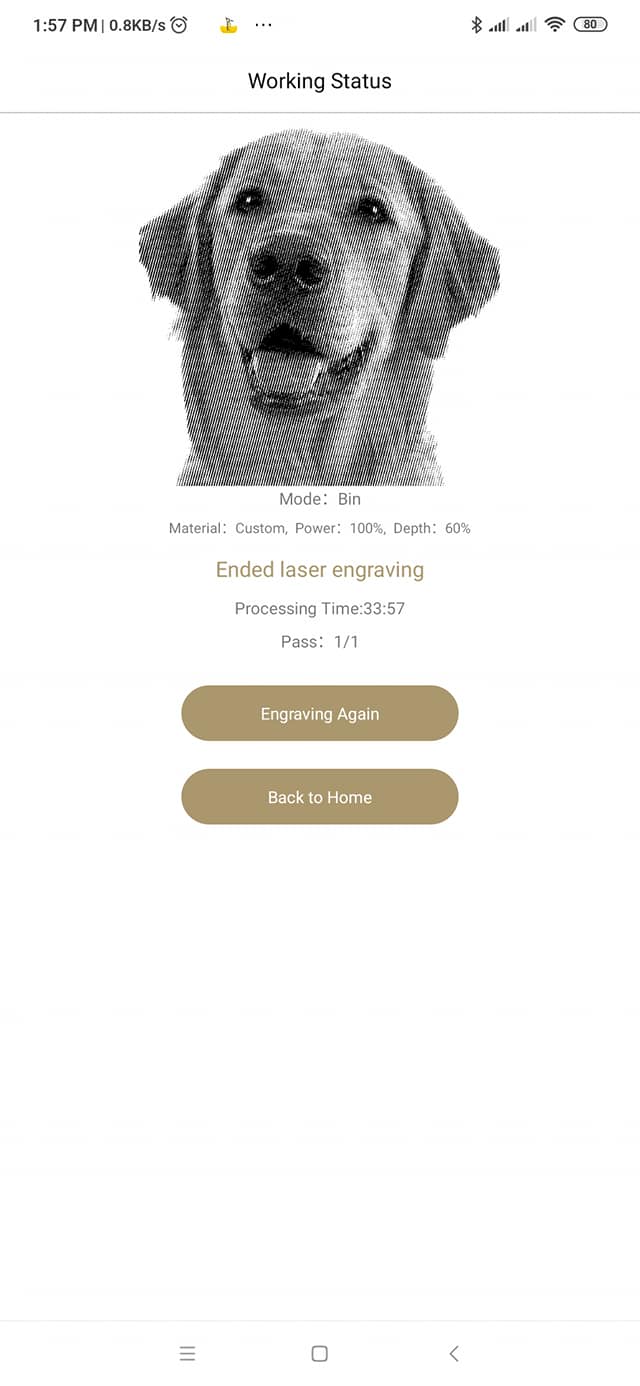 1:57 PM | 0.8KB/s ... 80
Working Status
Mode： Bin
Material： Custom, Power： 100%, Depth： 60%
Ended laser engraving
Processing Time:33:57
Pass： 1/1
Engraving Again
Back to Home